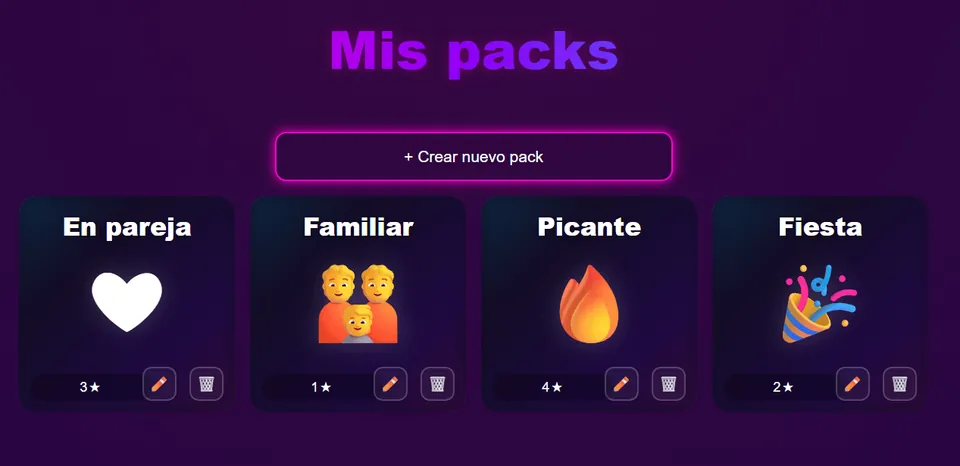 Mis packs
+ Crear nuevo pack
En pareja
Familiar
Picante
Fiesta
3★
1★
4★
2★